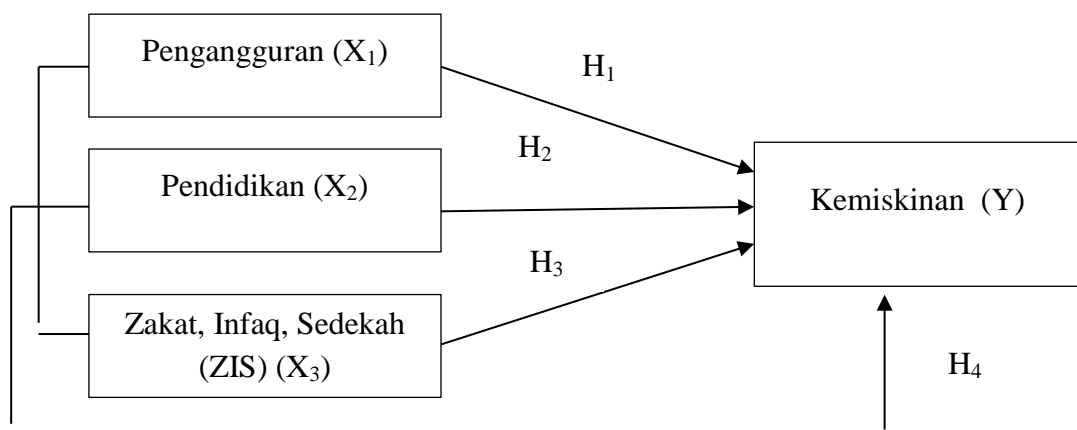 Pengangguran (X₁)
H₁
H₂
Pendidikan (X₂)
Kemiskinan (Y)
H₃
Zakat, Infaq, Sedekah
(ZIS) (X₃)
H₄